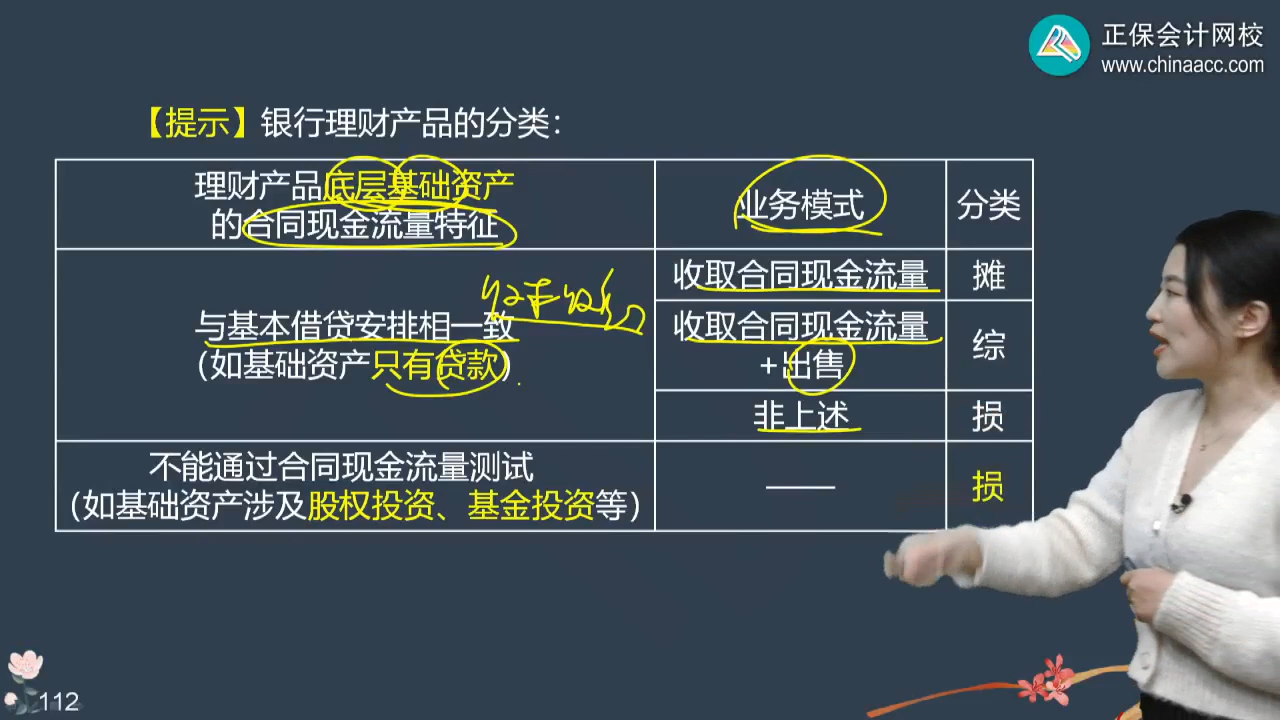 正保会计网校
www.chinaacc.com
【提示】银行理财产品的分类：
理财产品底层基础资产
的合同现金流量特征
业务模式
分类
与基本借贷安排相一致
（如基础资产只有贷款）
收取合同现金流量
摊
收取合同现金流量
+出售
综
非上述
损
不能通过合同现金流量测试
（如基础资产涉及股权投资、基金投资等）
——
损
112